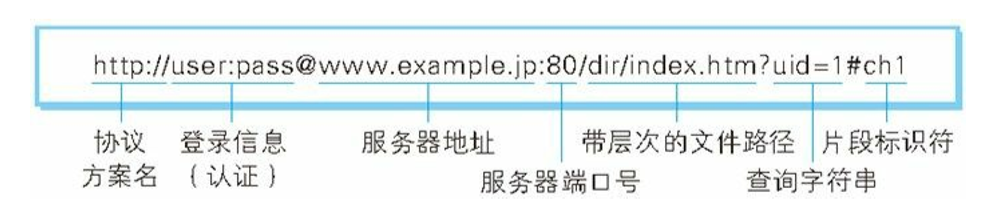 http://user:pass@www.example.jp:80/dir/index.htm?uid=1#ch1
协议
方案名
登录信息
（认证）
服务器地址
服务器端口号
带层次的文件路径
查询字符串
片段标识符